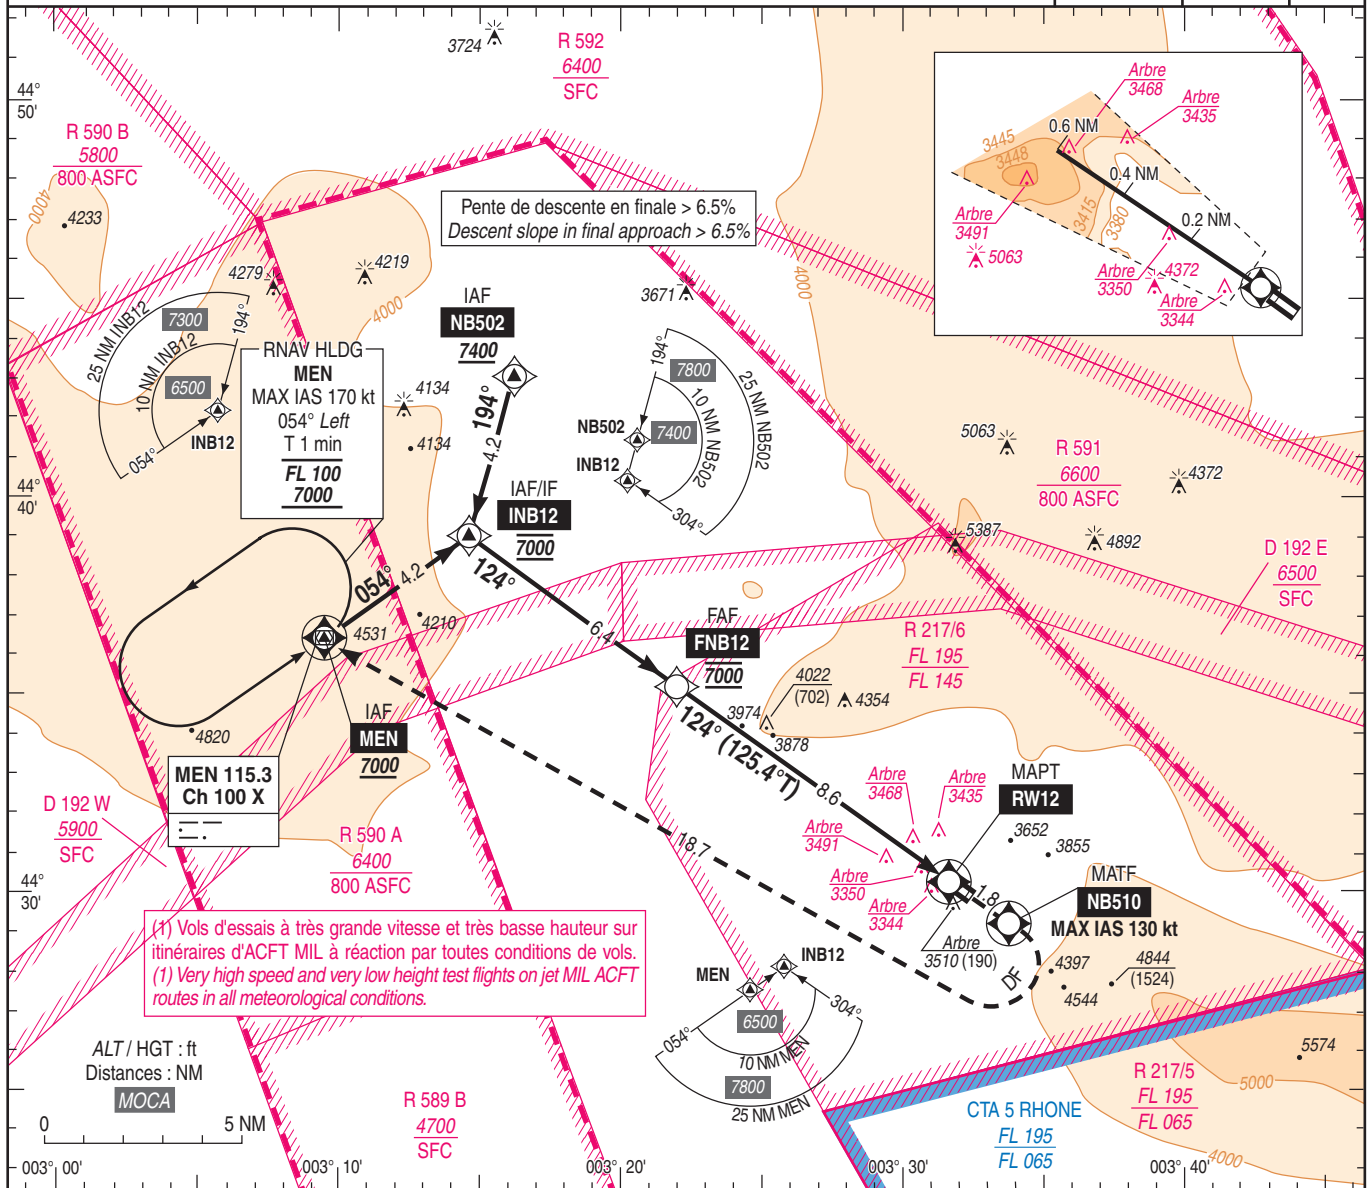 3724
R 592
6400
SFC
44°
50'
R 590 B
5800
800 ASFC
4000
4233
Pente de descente en finale > 6.5%
Descent slope in final approach > 6.5%
Arbre
3468
Arbre
3435
0.6 NM
3445
3448
0.4 NM
3415
3380
0.2 NM
Arbre
3491
5063
Arbre
3350
4372
Arbre
3344
4279
4219
4000
3671
4000
IAF
NB502
7400
25 NM INB12
7300
10 NM INB12
6500
194°
054°
INB12
RNAV HLDG
MEN
MAX IAS 170 kt
054° Left
T 1 min
FL 100
7000
4134
4134
194°
4.2
194°
7800
10 NM NB502
25 NM NB502
NB502
7400
INB12
304°
5063
R 591
6600
800 ASFC
4372
44°
40'
IAF/IF
INB12
7000
5387
4892
D 192 E
6500
SFC
054°
4.2
124°
6.4
4210
4531
FAF
FNB12
7000
R 217/6
FL 195
FL 145
4022
(702)
4354
3974
3878
124° (125.4°T)
8.6
4820
IAF
MEN
7000
MEN 115.3
Ch 100 X
D 192 W
5900
SFC
R 590 A
6400
800 ASFC
18.7
Arbre
3468
Arbre
3435
MAPT
RW12
Arbre
3491
3652
3855
Arbre
3350
Arbre
3344
1.8
MATF
NB510
MAX IAS 130 kt
44°
30'
Arbre
3510 (190)
DF
4397
4544
4844
(1524)
(1) Vols d'essais à très grande vitesse et très basse hauteur sur
itinéraires d'ACFT MIL à réaction par toutes conditions de vols.
(1) Very high speed and very low height test flights on jet MIL ACFT
routes in all meteorological conditions.
MEN
INB12
6500
054°
304°
10 NM MEN
7800
25 NM MEN
5574
5000
4000
ALT / HGT : ft
Distances : NM
MOCA
0
5 NM
R 589 B
4700
SFC
CTA 5 RHONE
FL 195
FL 065
R 217/5
FL 195
FL 065
003° 00'
003° 10'
003° 20'
003° 30'
003° 40'